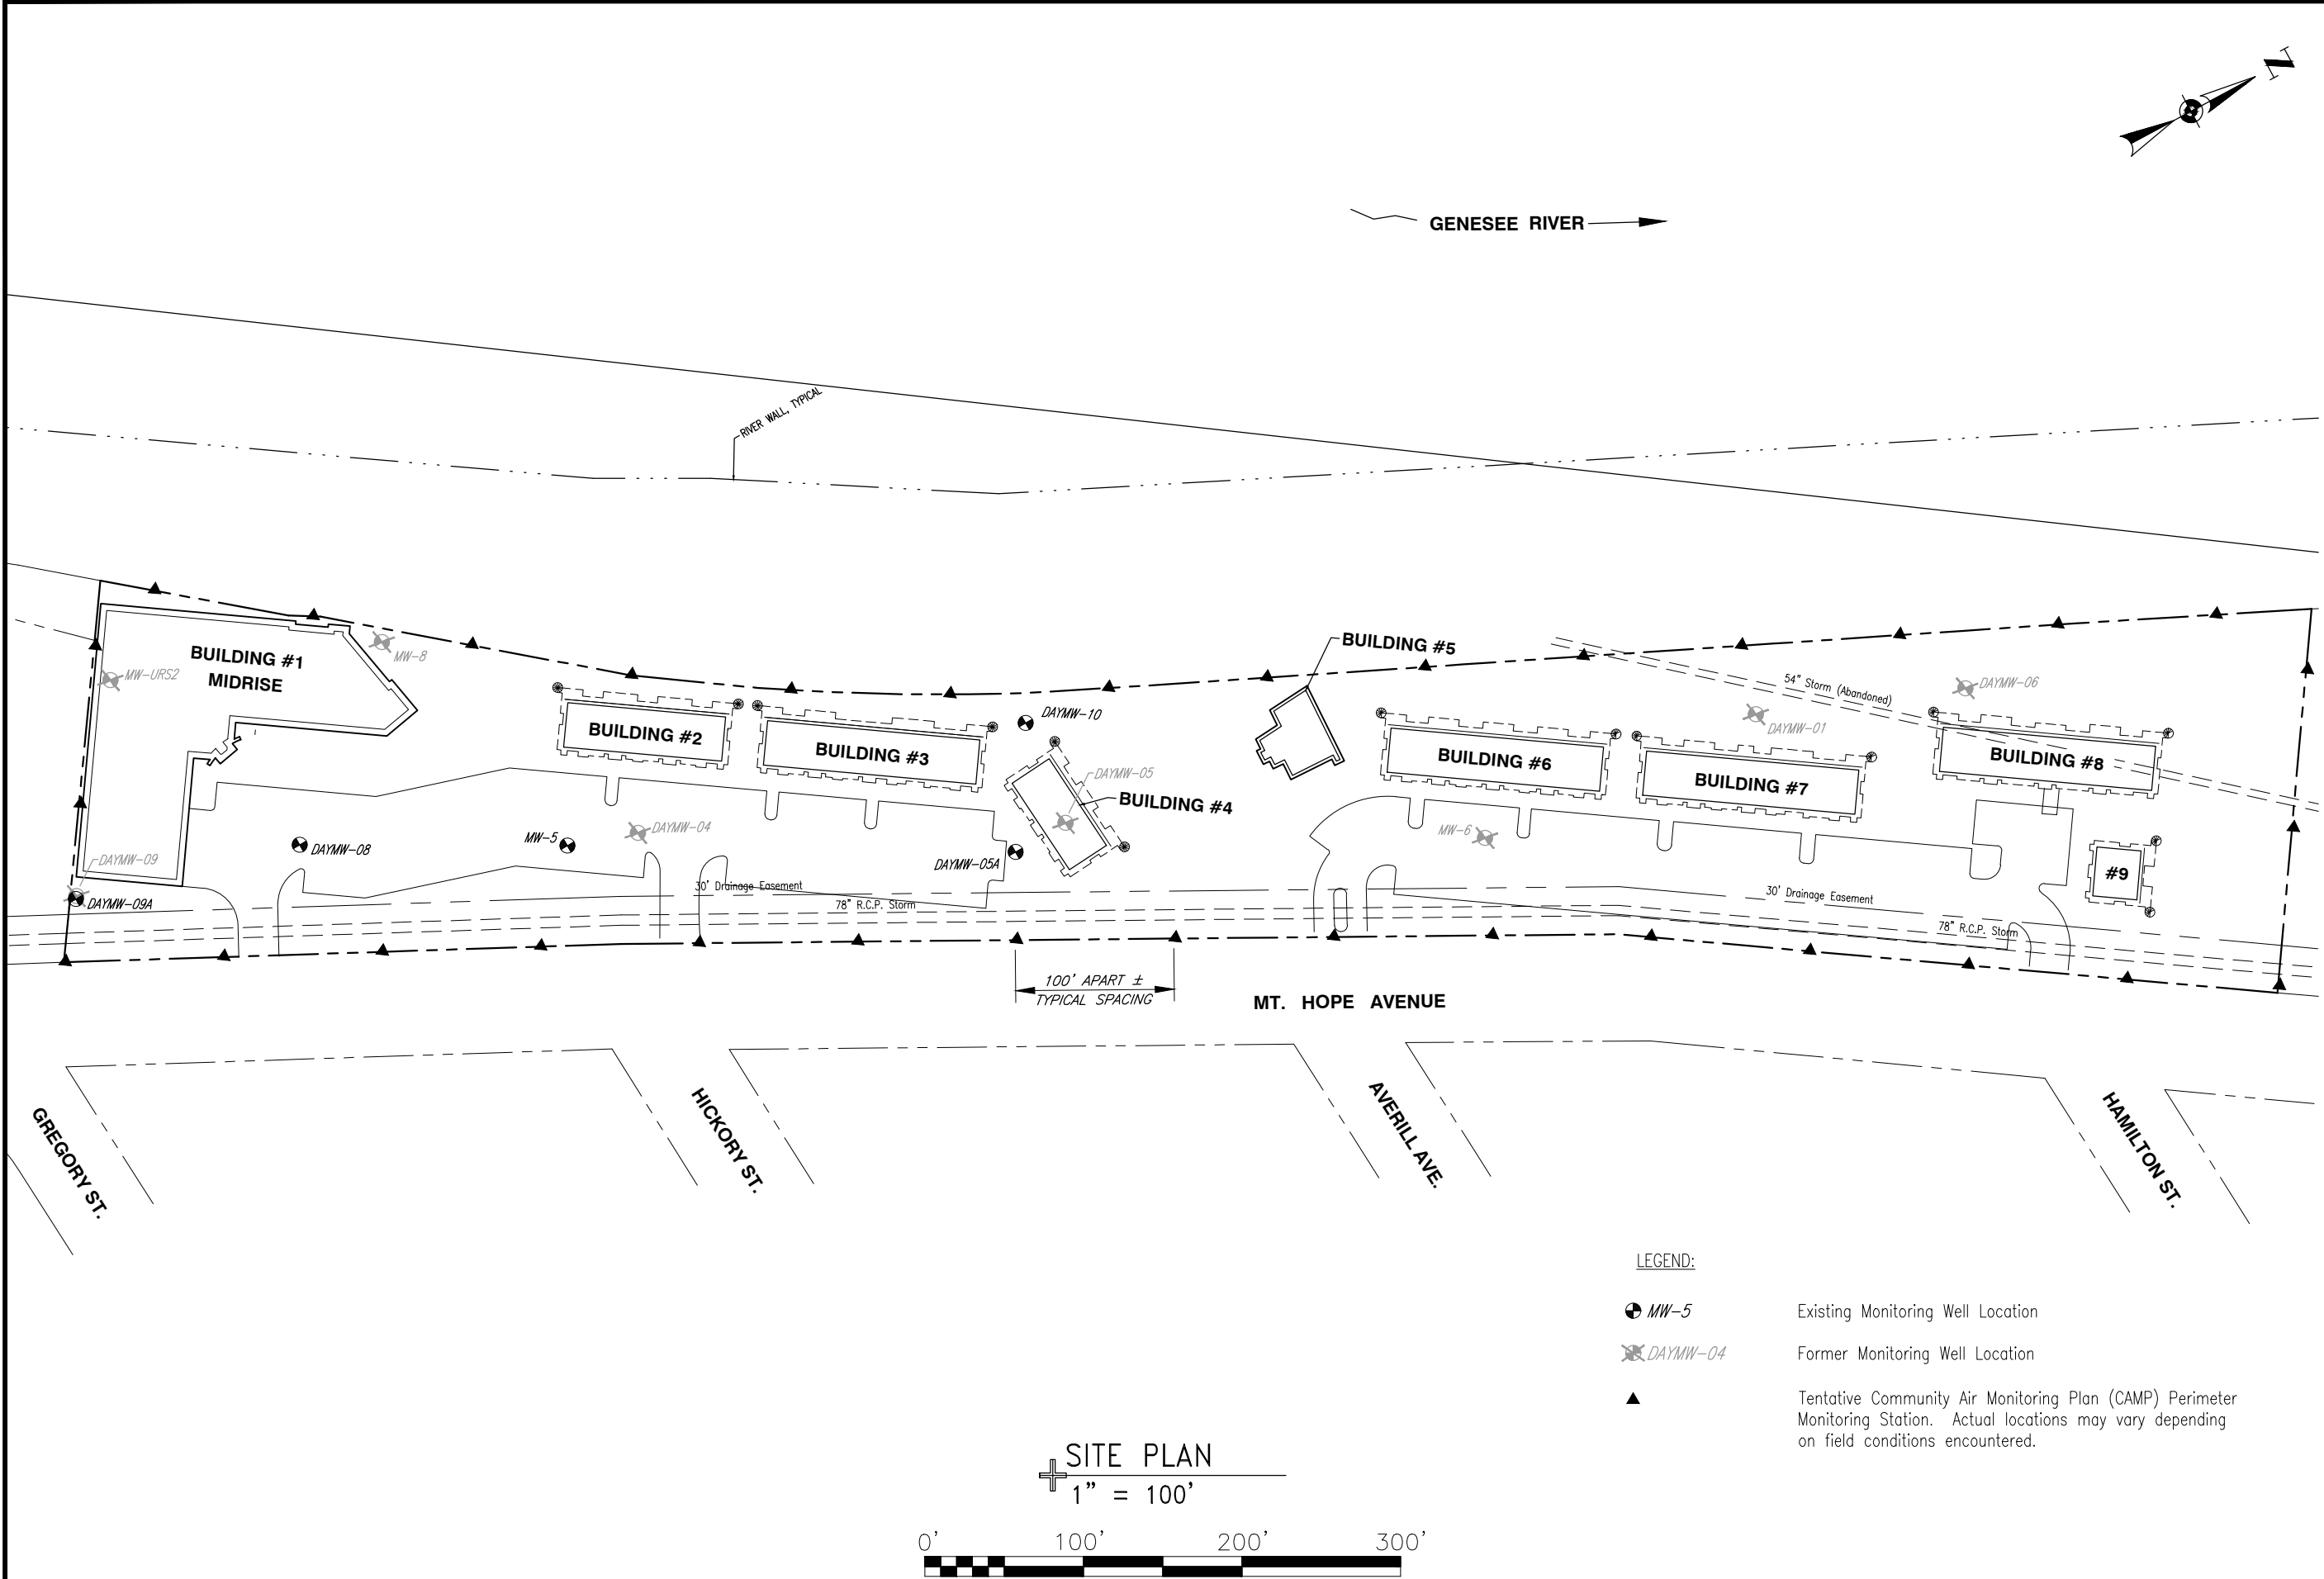 N
GENESEE RIVER
RIVER WALL, TYPICAL
BUILDING #1
MIDRISE
MW-8
MW-URS2
BUILDING #2
BUILDING #3
DAYMW-10
DAYMW-05
BUILDING #4
BUILDING #5
BUILDING #6
BUILDING #7
54" Storm (Abandoned)
DAYMW-01
DAYMW-06
BUILDING #8
#9
DAYMW-09
DAYMW-09A
DAYMW-08
MW-5
DAYMW-04
DAYMW-05A
MW-6
30' Drainage Easement
78" R.C.P. Storm
30' Drainage Easement
78" R.C.P. Storm
100' APART ±
TYPICAL SPACING
MT. HOPE AVENUE
GREGORY ST.
HICKORY ST.
AVERILL AVE.
HAMILTON ST.
LEGEND:
MW-5 Existing Monitoring Well Location
DAYMW-04 Former Monitoring Well Location
Tentative Community Air Monitoring Plan (CAMP) Perimeter
Monitoring Station. Actual locations may vary depending
on field conditions encountered.
SITE PLAN
1" = 100'
0' 100' 200' 300'